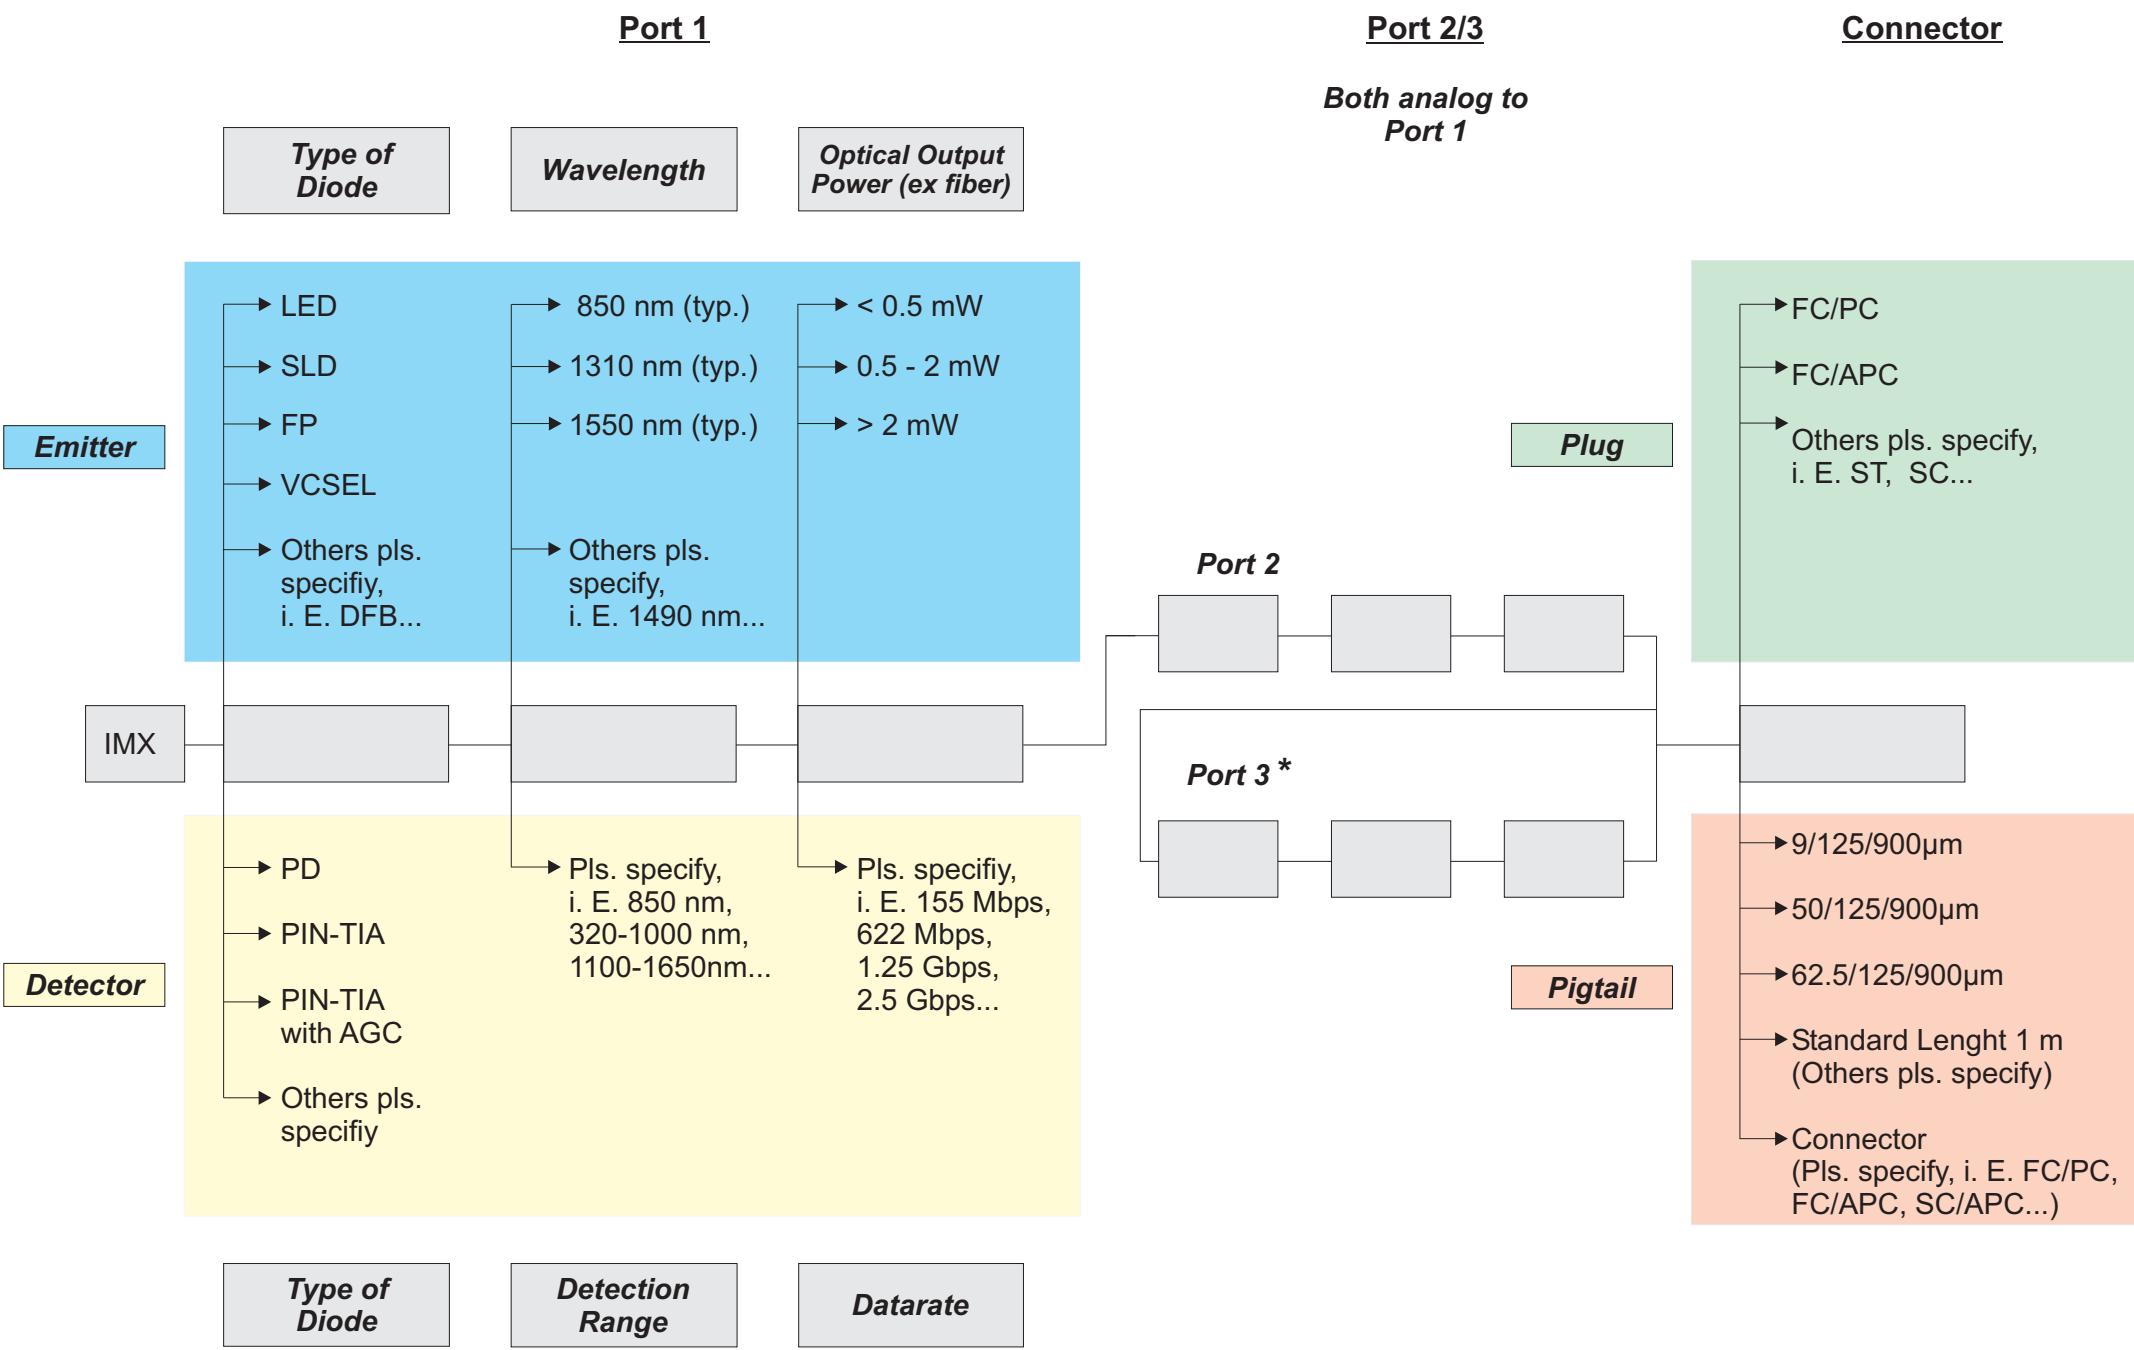 Port 1
Port 2/3
Connector
Both analog to
Port 1
Type of
Diode
Wavelength
Optical Output
Power (ex fiber)
Emitter
LED
SLD
FP
VCSEL
Others pls.
specifiy,
i. E. DFB...
850 nm (typ.)
1310 nm (typ.)
1550 nm (typ.)
Others pls.
specify,
i. E. 1490 nm...
< 0.5 mW
0.5 - 2 mW
> 2 mW
Plug
FC/PC
FC/APC
Others pls. specify,
i. E. ST, SC...
Port 2
IMX
Port 3 *
Detector
PD
PIN-TIA
PIN-TIA
with AGC
Others pls.
specifiy
Pls. specify,
i. E. 850 nm,
320-1000 nm,
1100-1650nm...
Pls. specifiy,
i. E. 155 Mbps,
622 Mbps,
1.25 Gbps,
2.5 Gbps...
Pigtail
9/125/900µm
50/125/900µm
62.5/125/900µm
Standard Lenght 1 m
(Others pls. specify)
Connector
(Pls. specify, i. E. FC/PC,
FC/APC, SC/APC...)
Type of
Diode
Detection
Range
Datarate